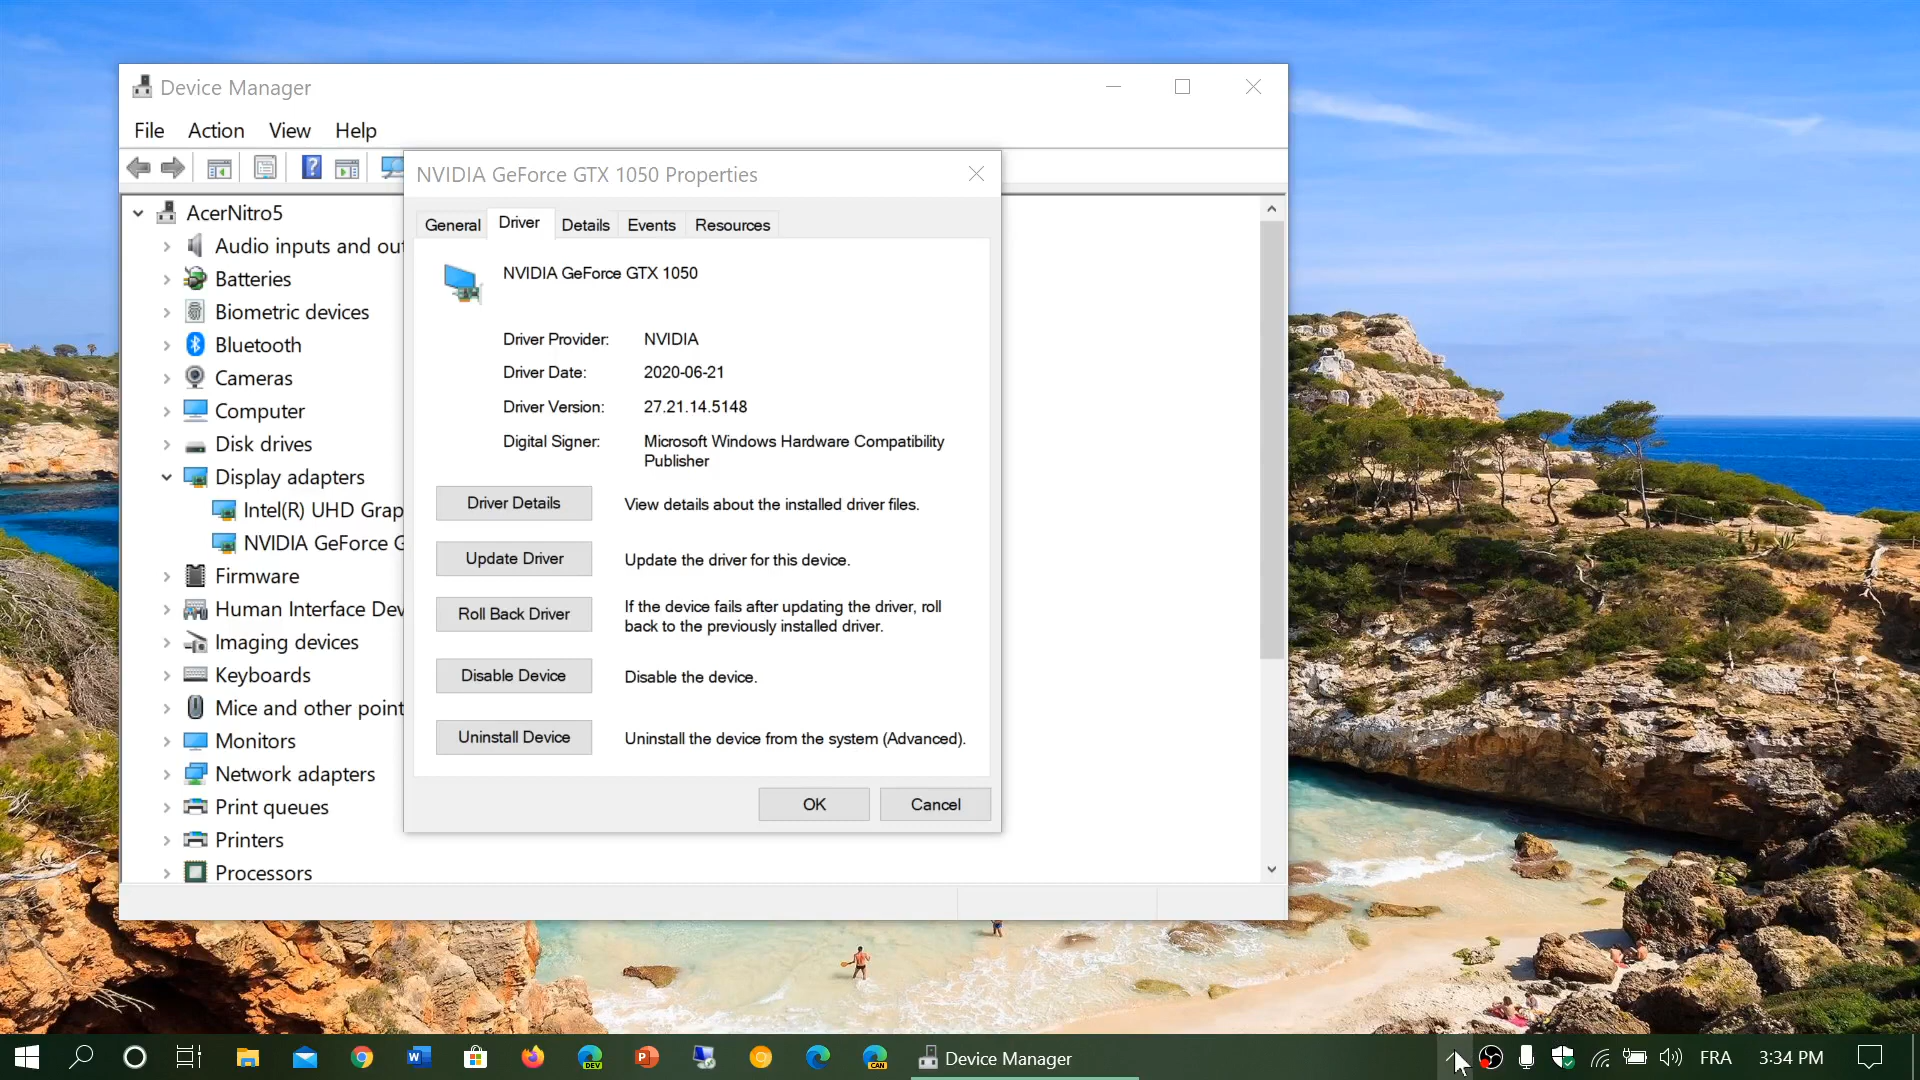 Device Manager
File Action View Help
NVIDIA GeForce GTX 1050 Properties
AcerNitro5
Audio inputs and out
Batteries
Biometric devices
Bluetooth
Cameras
Computer
Disk drives
Display adapters
Intel(R) UHD Grap
NVIDIA GeForce G
Firmware
Human Interface Dev
Imaging devices
Keyboards
Mice and other point
Monitors
Network adapters
Print queues
Printers
Processors
General Driver Details Events Resources
NVIDIA GeForce GTX 1050
Driver Provider: NVIDIA
Driver Date: 2020-06-21
Driver Version: 27.21.14.5148
Digital Signer: Microsoft Windows Hardware Compatibility
Publisher
Driver Details View details about the installed driver files.
Update Driver Update the driver for this device.
Roll Back Driver If the device fails after updating the driver, roll
back to the previously installed driver.
Disable Device Disable the device.
Uninstall Device Uninstall the device from the system (Advanced).
OK Cancel
DEV CAN Device Manager FRA 3:34 PM